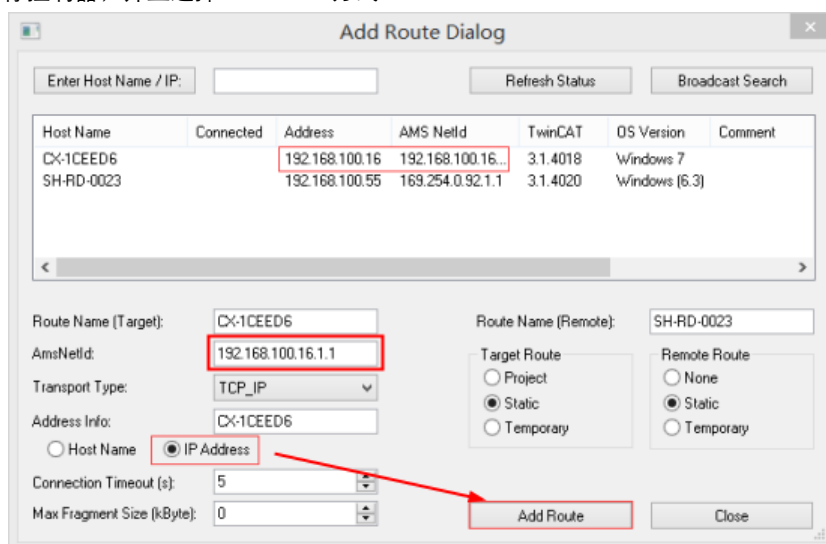 Add Route Dialog
Enter Host Name / IP:
Refresh Status
Broadcast Search
Host Name Connected Address AMS NetId TwinCAT OS Version Comment
CX-1CEED6 192.168.100.16 192.168.100.16... 3.1.4018 Windows 7
SH-RD-0023 192.168.100.55 169.254.0.92.1.1 3.1.4020 Windows (6.3)
Route Name (Target): CX-1CEED6 Route Name (Remote): SH-RD-0023
AmsNetId: 192.168.100.16.1.1 Target Route Remote Route
Project None
Transport Type: TCP_IP Static Static
Address Info: CX-1CEED6 Temporary Temporary
Host Name IP Address
Connection Timeout (s): 5
Max Fragment Size (kByte): 0 Add Route Close